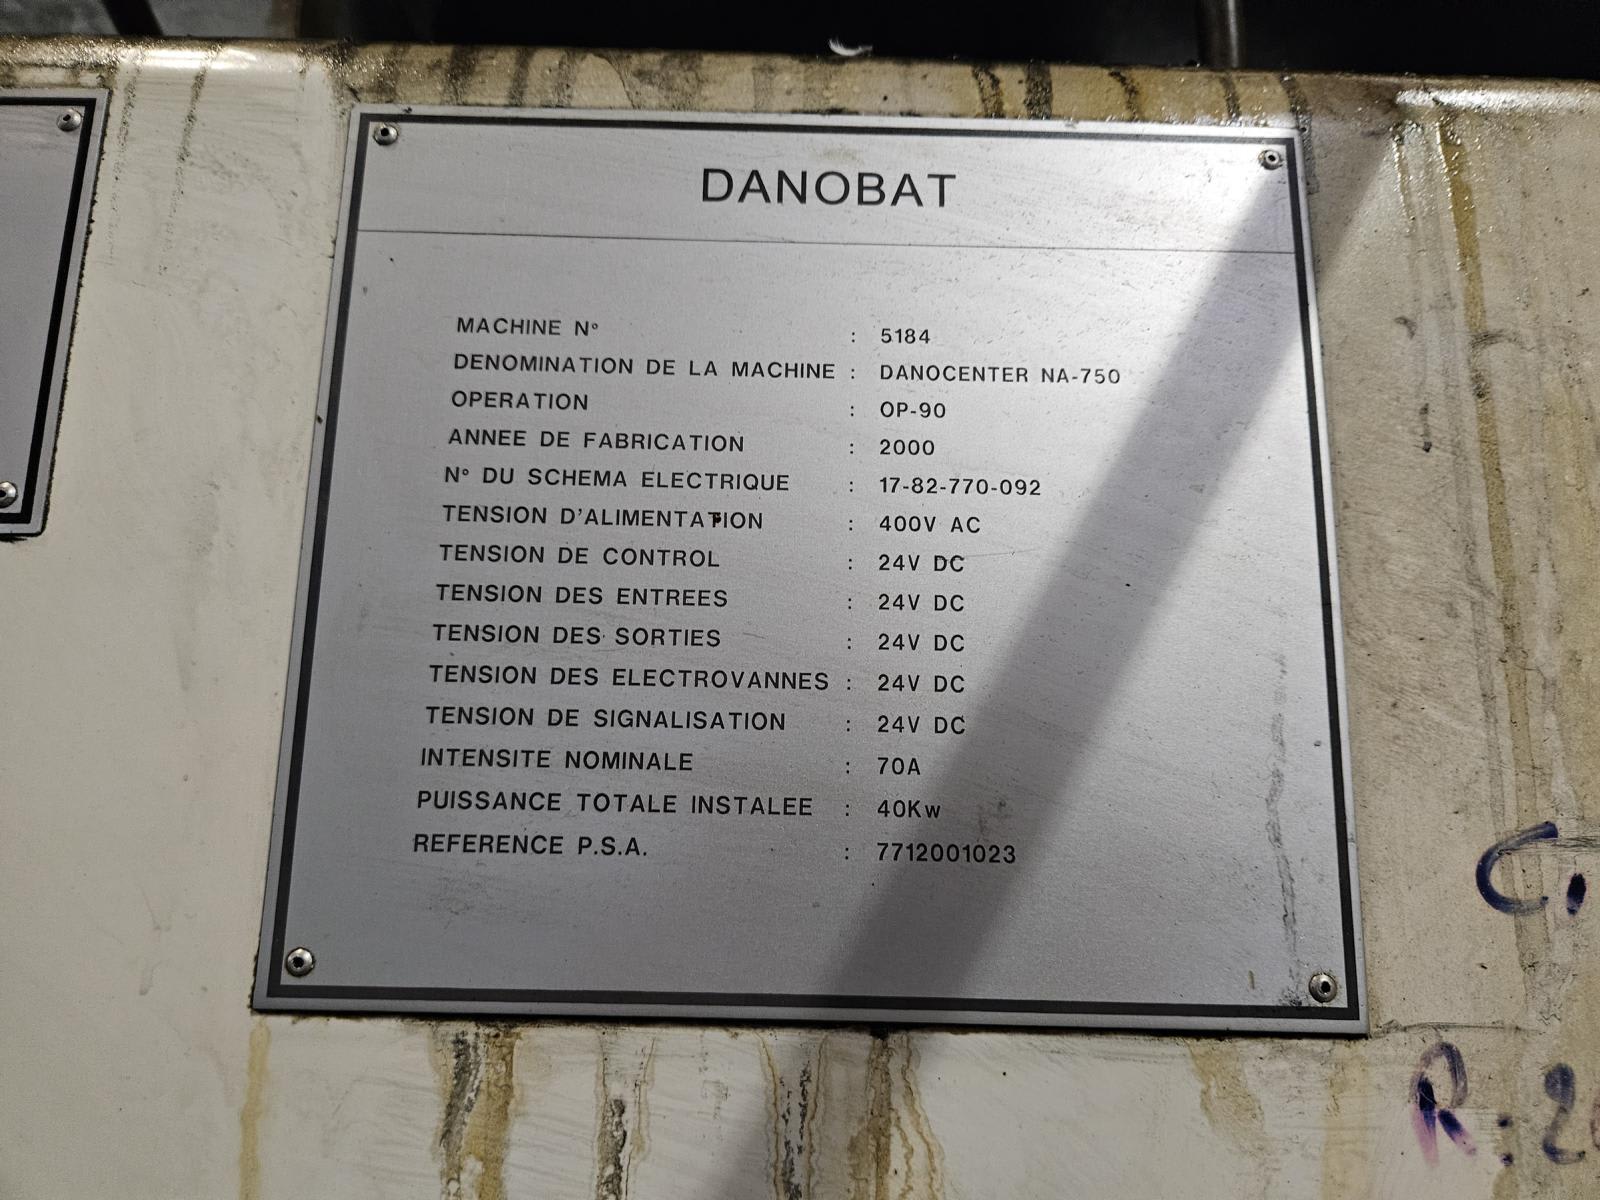 DANOBAT
MACHINE Nº : 5184
DENOMINATION DE LA MACHINE : DANOCENTER NA-750
OPERATION : OP-90
ANNEE DE FABRICATION : 2000
Nº DU SCHEMA ELECTRIQUE : 17-82-770-092
TENSION D'ALIMENTATION : 400V AC
TENSION DE CONTROL : 24V DC
TENSION DES ENTREES : 24V DC
TENSION DES SORTIES : 24V DC
TENSION DES ELECTROVANNES : 24V DC
TENSION DE SIGNALISATION : 24V DC
INTENSITE NOMINALE : 70A
PUISSANCE TOTALE INSTALEE : 40Kw
REFERENCE P.S.A. : 7712001023
C.
R: